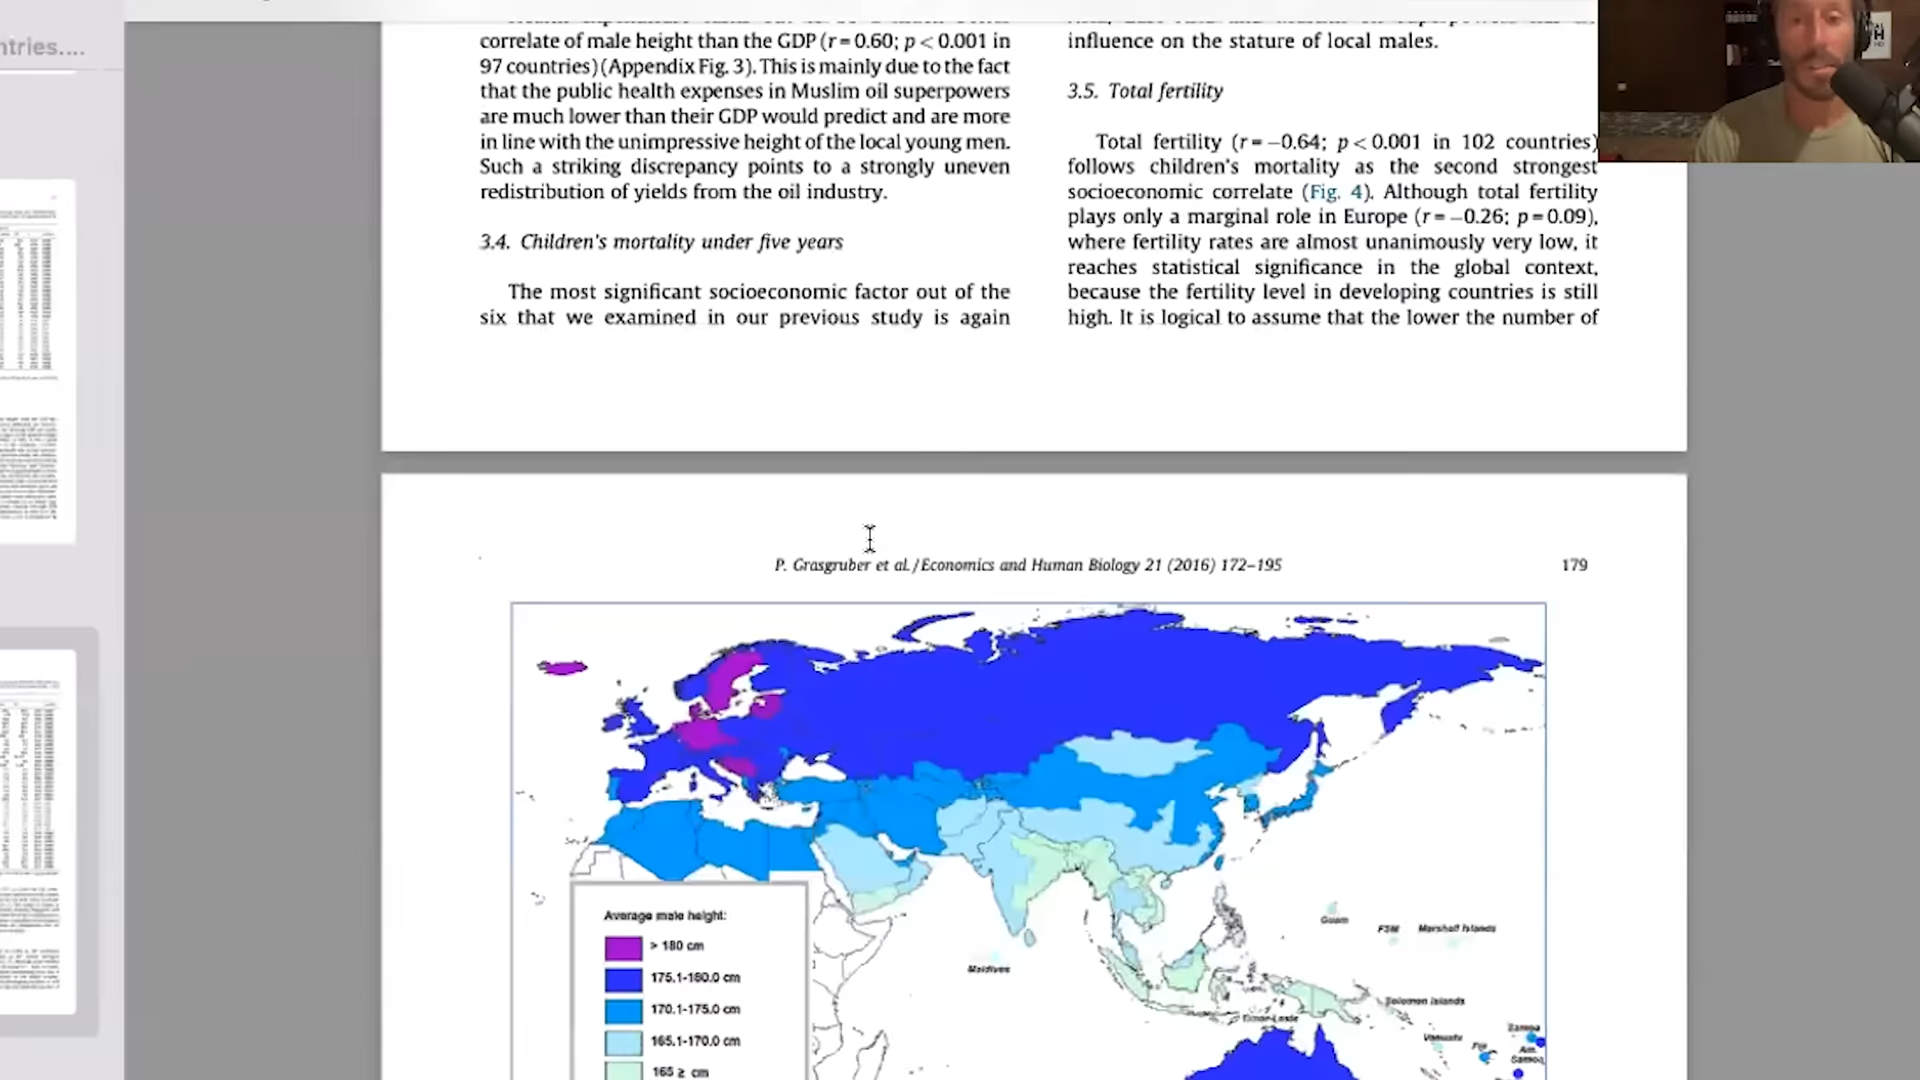 ntries....
correlate of male height than the GDP (r = 0.60; p < 0.001 in
97 countries) (Appendix Fig. 3). This is mainly due to the fact
that the public health expenses in Muslim oil superpowers
are much lower than their GDP would predict and are more
in line with the unimpressive height of the local young men.
Such a striking discrepancy points to a strongly uneven
redistribution of yields from the oil industry.
3.4. Children's mortality under five years
The most significant socioeconomic factor out of the
six that we examined in our previous study is again
influence on the stature of local males.
3.5. Total fertility
Total fertility (r = −0.64; p < 0.001 in 102 countries)
follows children's mortality as the second strongest
socioeconomic correlate (Fig. 4). Although total fertility
plays only a marginal role in Europe (r = −0.26; p = 0.09),
where fertility rates are almost unanimously very low, it
reaches statistical significance in the global context,
because the fertility level in developing countries is still
high. It is logical to assume that the lower the number of
P. Grasgruber et al. / Economics and Human Biology 21 (2016) 172–195
179
Average male height:
> 180 cm
175.1-180.0 cm
170.1-175.0 cm
165.1-170.0 cm
165 ≥ cm
Maldives
Guam
FSM
Marshall Islands
Solomon Islands
Timor-Leste
Vanuatu
Fiji
Samoa
Am.
Samoa